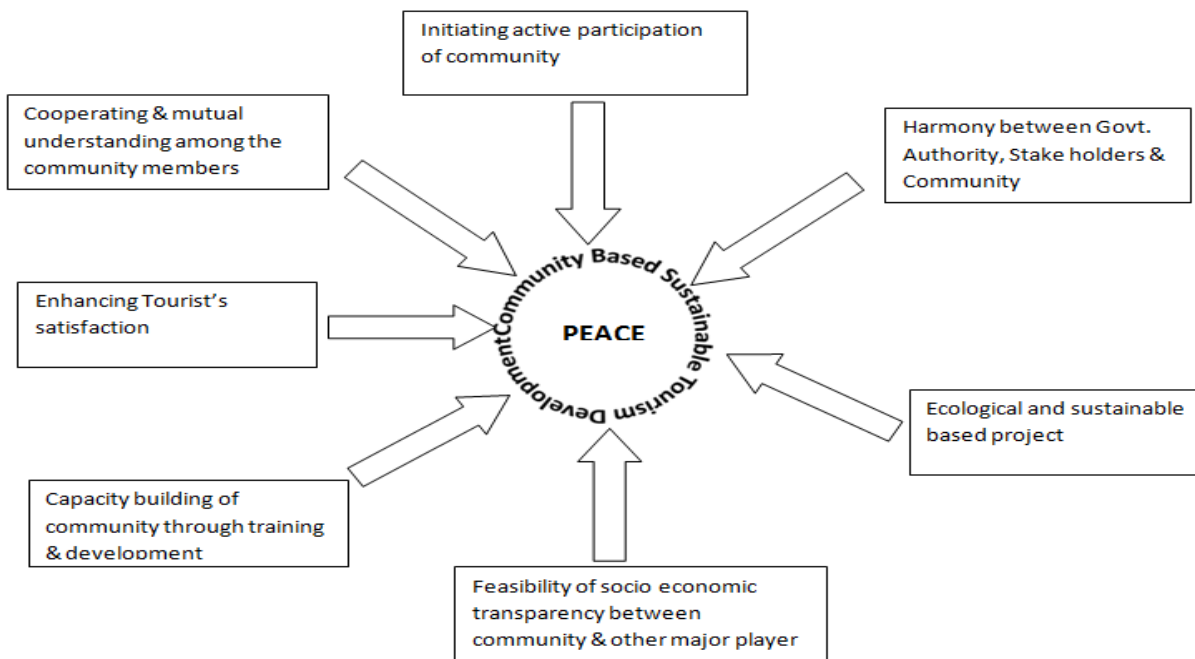 Initiating active participation
of community
Cooperating & mutual
understanding among the
community members
Harmony between Govt.
Authority, Stake holders &
Community
Enhancing Tourist’s
satisfaction
Community Based Sustainable Tourism Development
PEACE
Ecological and sustainable
based project
Capacity building of
community through training
& development
Feasibility of socio economic
transparency between
community & other major player